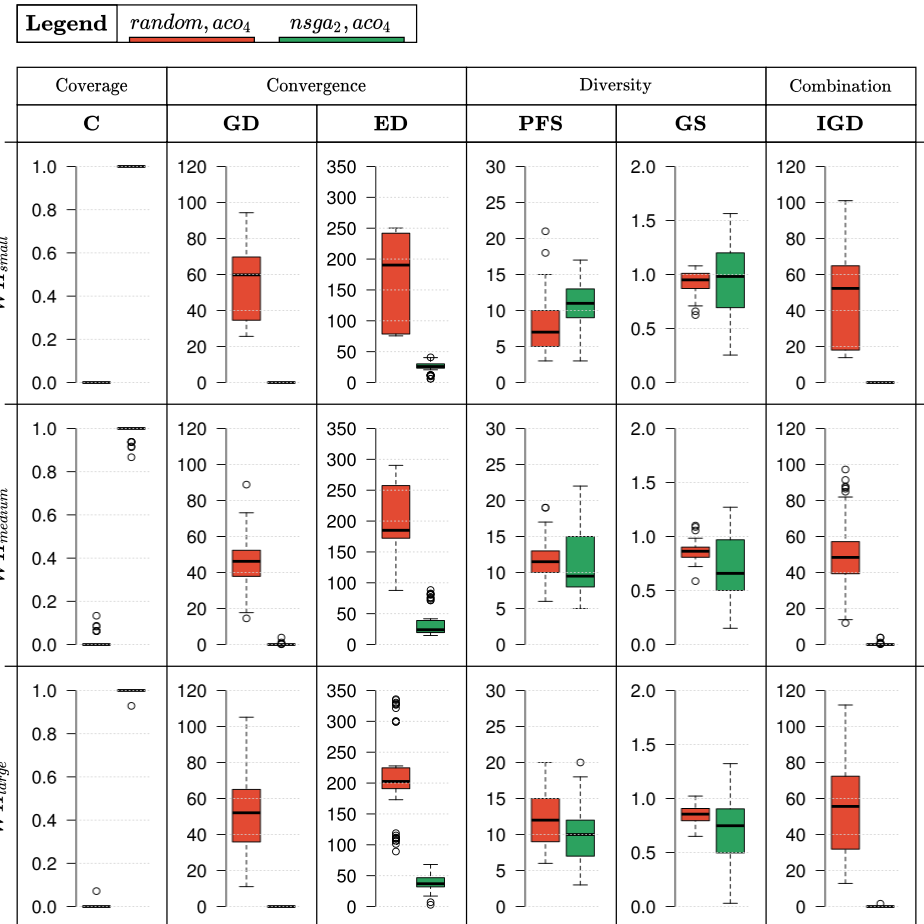 Legend random, aco4 nsga2, aco4
Coverage Convergence Diversity Combination
C GD ED PFS GS IGD
1.0 120 350 30 2.0 120
300
100 25 100
0.8 250 1.5
80 20 80
0.6 200
60 15 1.0 60
0.4 150
40 10 40
100 0.5
0.2 20 50 5 20
0.0 0 0 0 0.0 0
small
1.0 120 350 30 2.0 120
300
100 25 100
0.8 250 1.5
80 20 80
0.6 200
60 15 1.0 60
0.4 150
40 10 40
100 0.5
0.2 20 50 5 20
0.0 0 0 0 0.0 0
medium
1.0 120 350 30 2.0 120
300
100 25 100
0.8 250 1.5
80 20 80
0.6 200
60 15 1.0 60
0.4 150
40 10 40
100 0.5
0.2 20 50 5 20
0.0 0 0 0 0.0 0
large